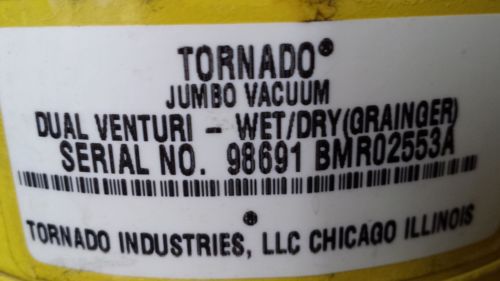 TORNADO®
JUMBO VACUUM
DUAL VENTURI - WET/DRY(GRAINGER)
SERIAL NO. 98691 BMR02553A
®
TORNADO INDUSTRIES, LLC CHICAGO ILLINOIS